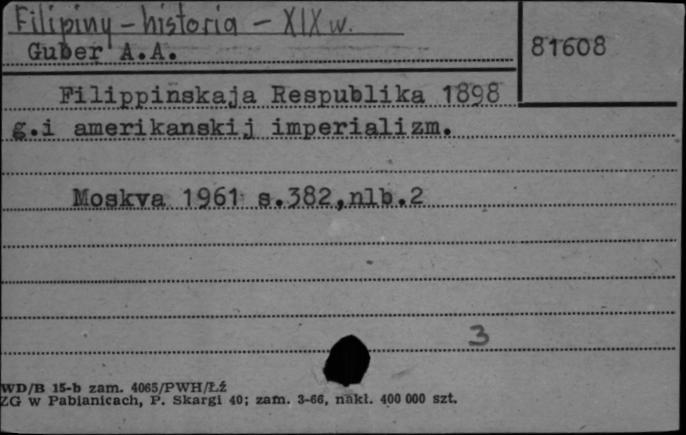 Filipiny - historia - XIX w.
Guber A.A.
81608
Filippinskaja Respublika 1898
g.i amerikanskij imperializm.
Moskva 1961 s.382,nlb.2
3
WD/B 15-b zam. 4065/PWH/Łź
ZG w Pabianicach, P. Skargi 40; zam. 3-66, nakł. 400 000 szt.